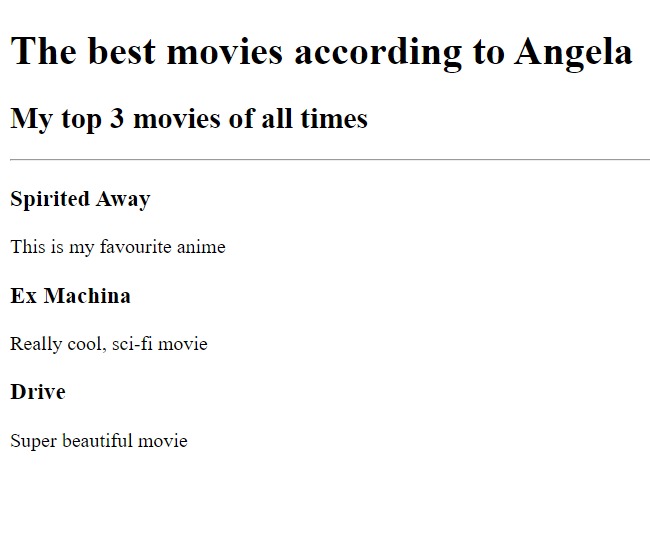 The best movies according to Angela
My top 3 movies of all times
Spirited Away
This is my favourite anime
Ex Machina
Really cool, sci-fi movie
Drive
Super beautiful movie